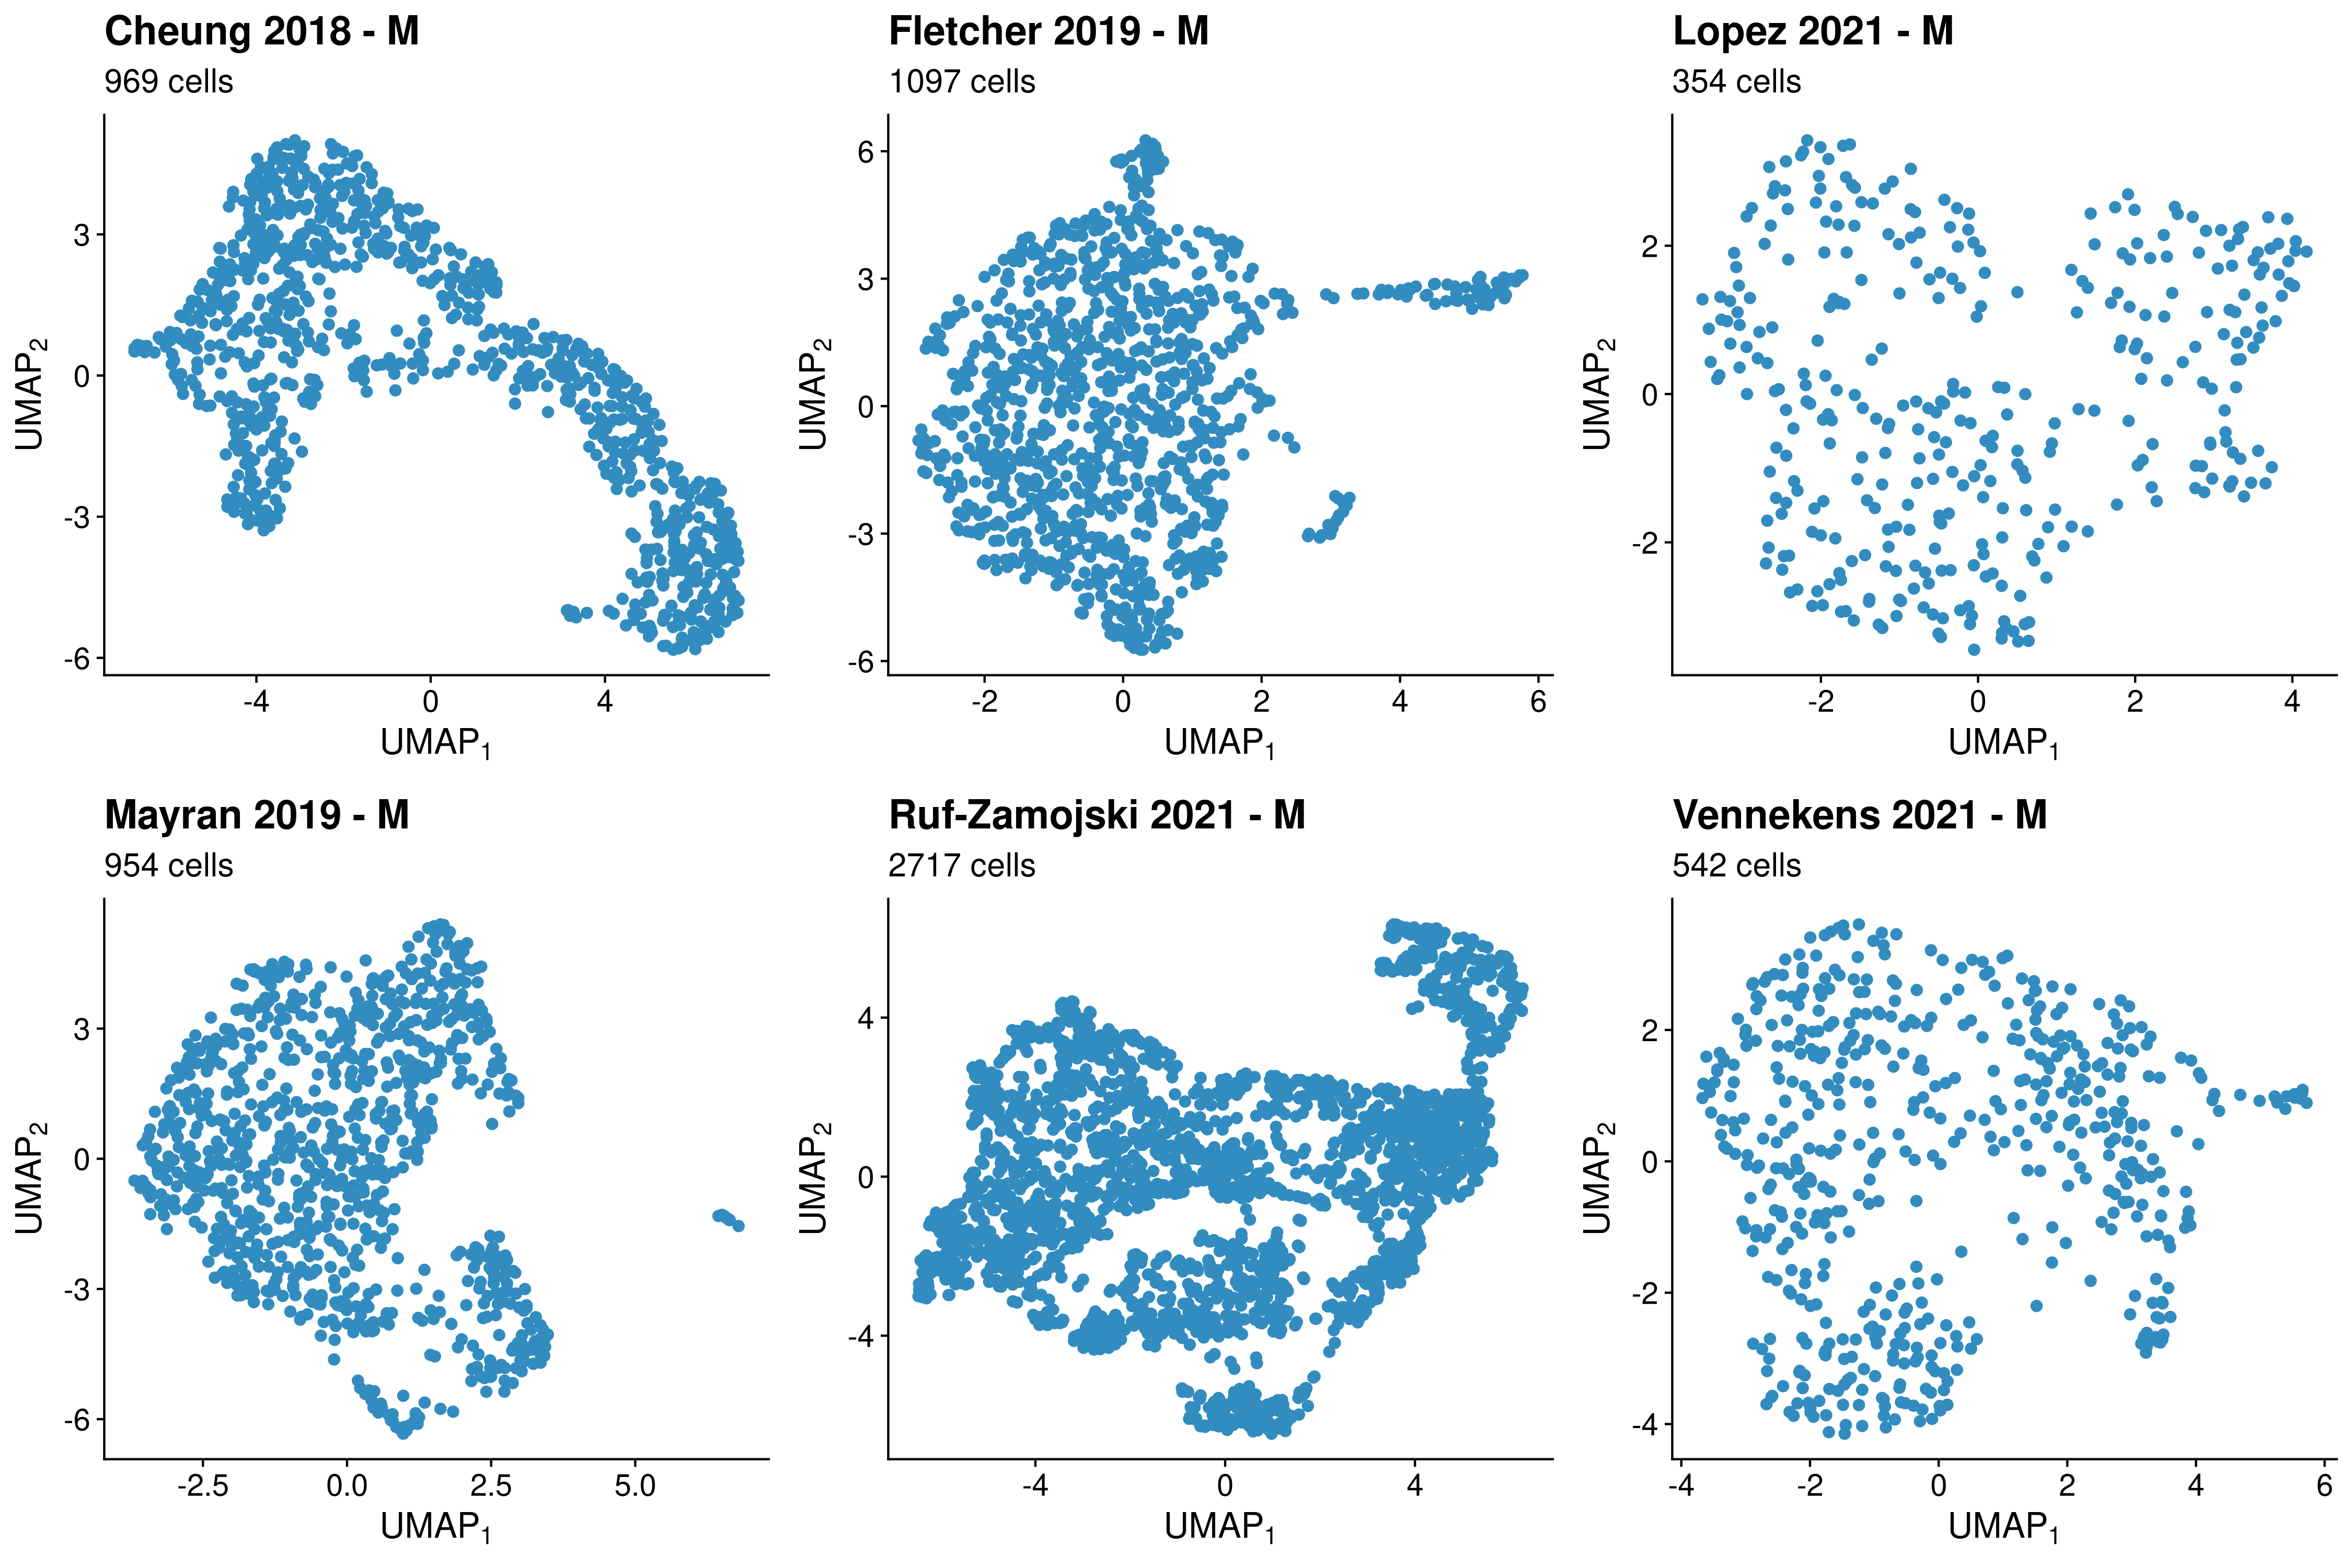 Cheung 2018 - M
969 cells
3
0
-3
-6
UMAP2
-4
0
4
UMAP1
Fletcher 2019 - M
1097 cells
6
3
0
-3
-6
UMAP2
-2
0
2
4
6
UMAP1
Lopez 2021 - M
354 cells
2
0
-2
UMAP2
-2
0
2
4
UMAP1
Mayran 2019 - M
954 cells
3
0
-3
-6
UMAP2
-2.5
0.0
2.5
5.0
UMAP1
Ruf-Zamojski 2021 - M
2717 cells
4
0
-4
UMAP2
-4
0
4
UMAP1
Vennekens 2021 - M
542 cells
2
0
-2
-4
UMAP2
-4
-2
0
2
4
6
UMAP1